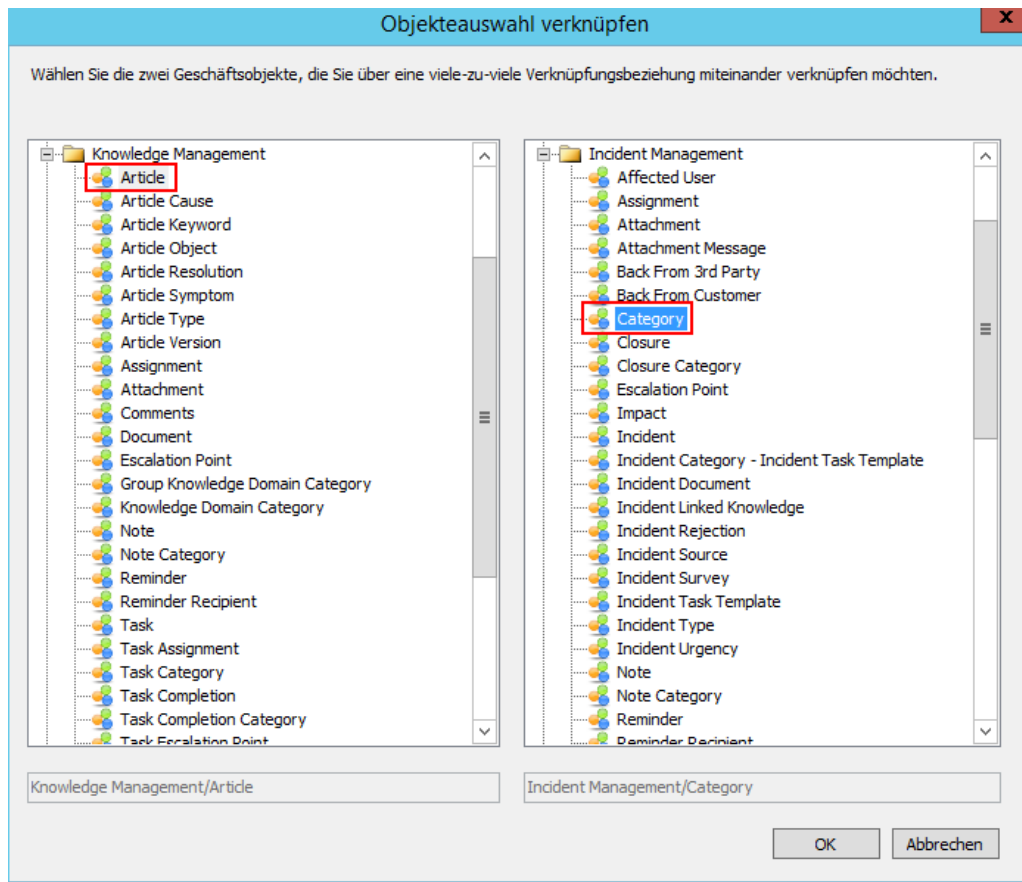 Objekteauswahl verknüpfen
x
Wählen Sie die zwei Geschäftsobjekte, die Sie über eine viele-zu-viele Verknüpfungsbeziehung miteinander verknüpfen möchten.
Knowledge Management
Article
Article Cause
Article Keyword
Article Object
Article Resolution
Article Symptom
Article Type
Article Version
Assignment
Attachment
Comments
Document
Escalation Point
Group Knowledge Domain Category
Knowledge Domain Category
Note
Note Category
Reminder
Reminder Recipient
Task
Task Assignment
Task Category
Task Completion
Task Completion Category
Task Escalation Point
Knowledge Management/Article
Incident Management
Affected User
Assignment
Attachment
Attachment Message
Back From 3rd Party
Back From Customer
Category
Closure
Closure Category
Escalation Point
Impact
Incident
Incident Category - Incident Task Template
Incident Document
Incident Linked Knowledge
Incident Rejection
Incident Source
Incident Survey
Incident Task Template
Incident Type
Incident Urgency
Note
Note Category
Reminder
Reminder Recipient
Incident Management/Category
OK
Abbrechen